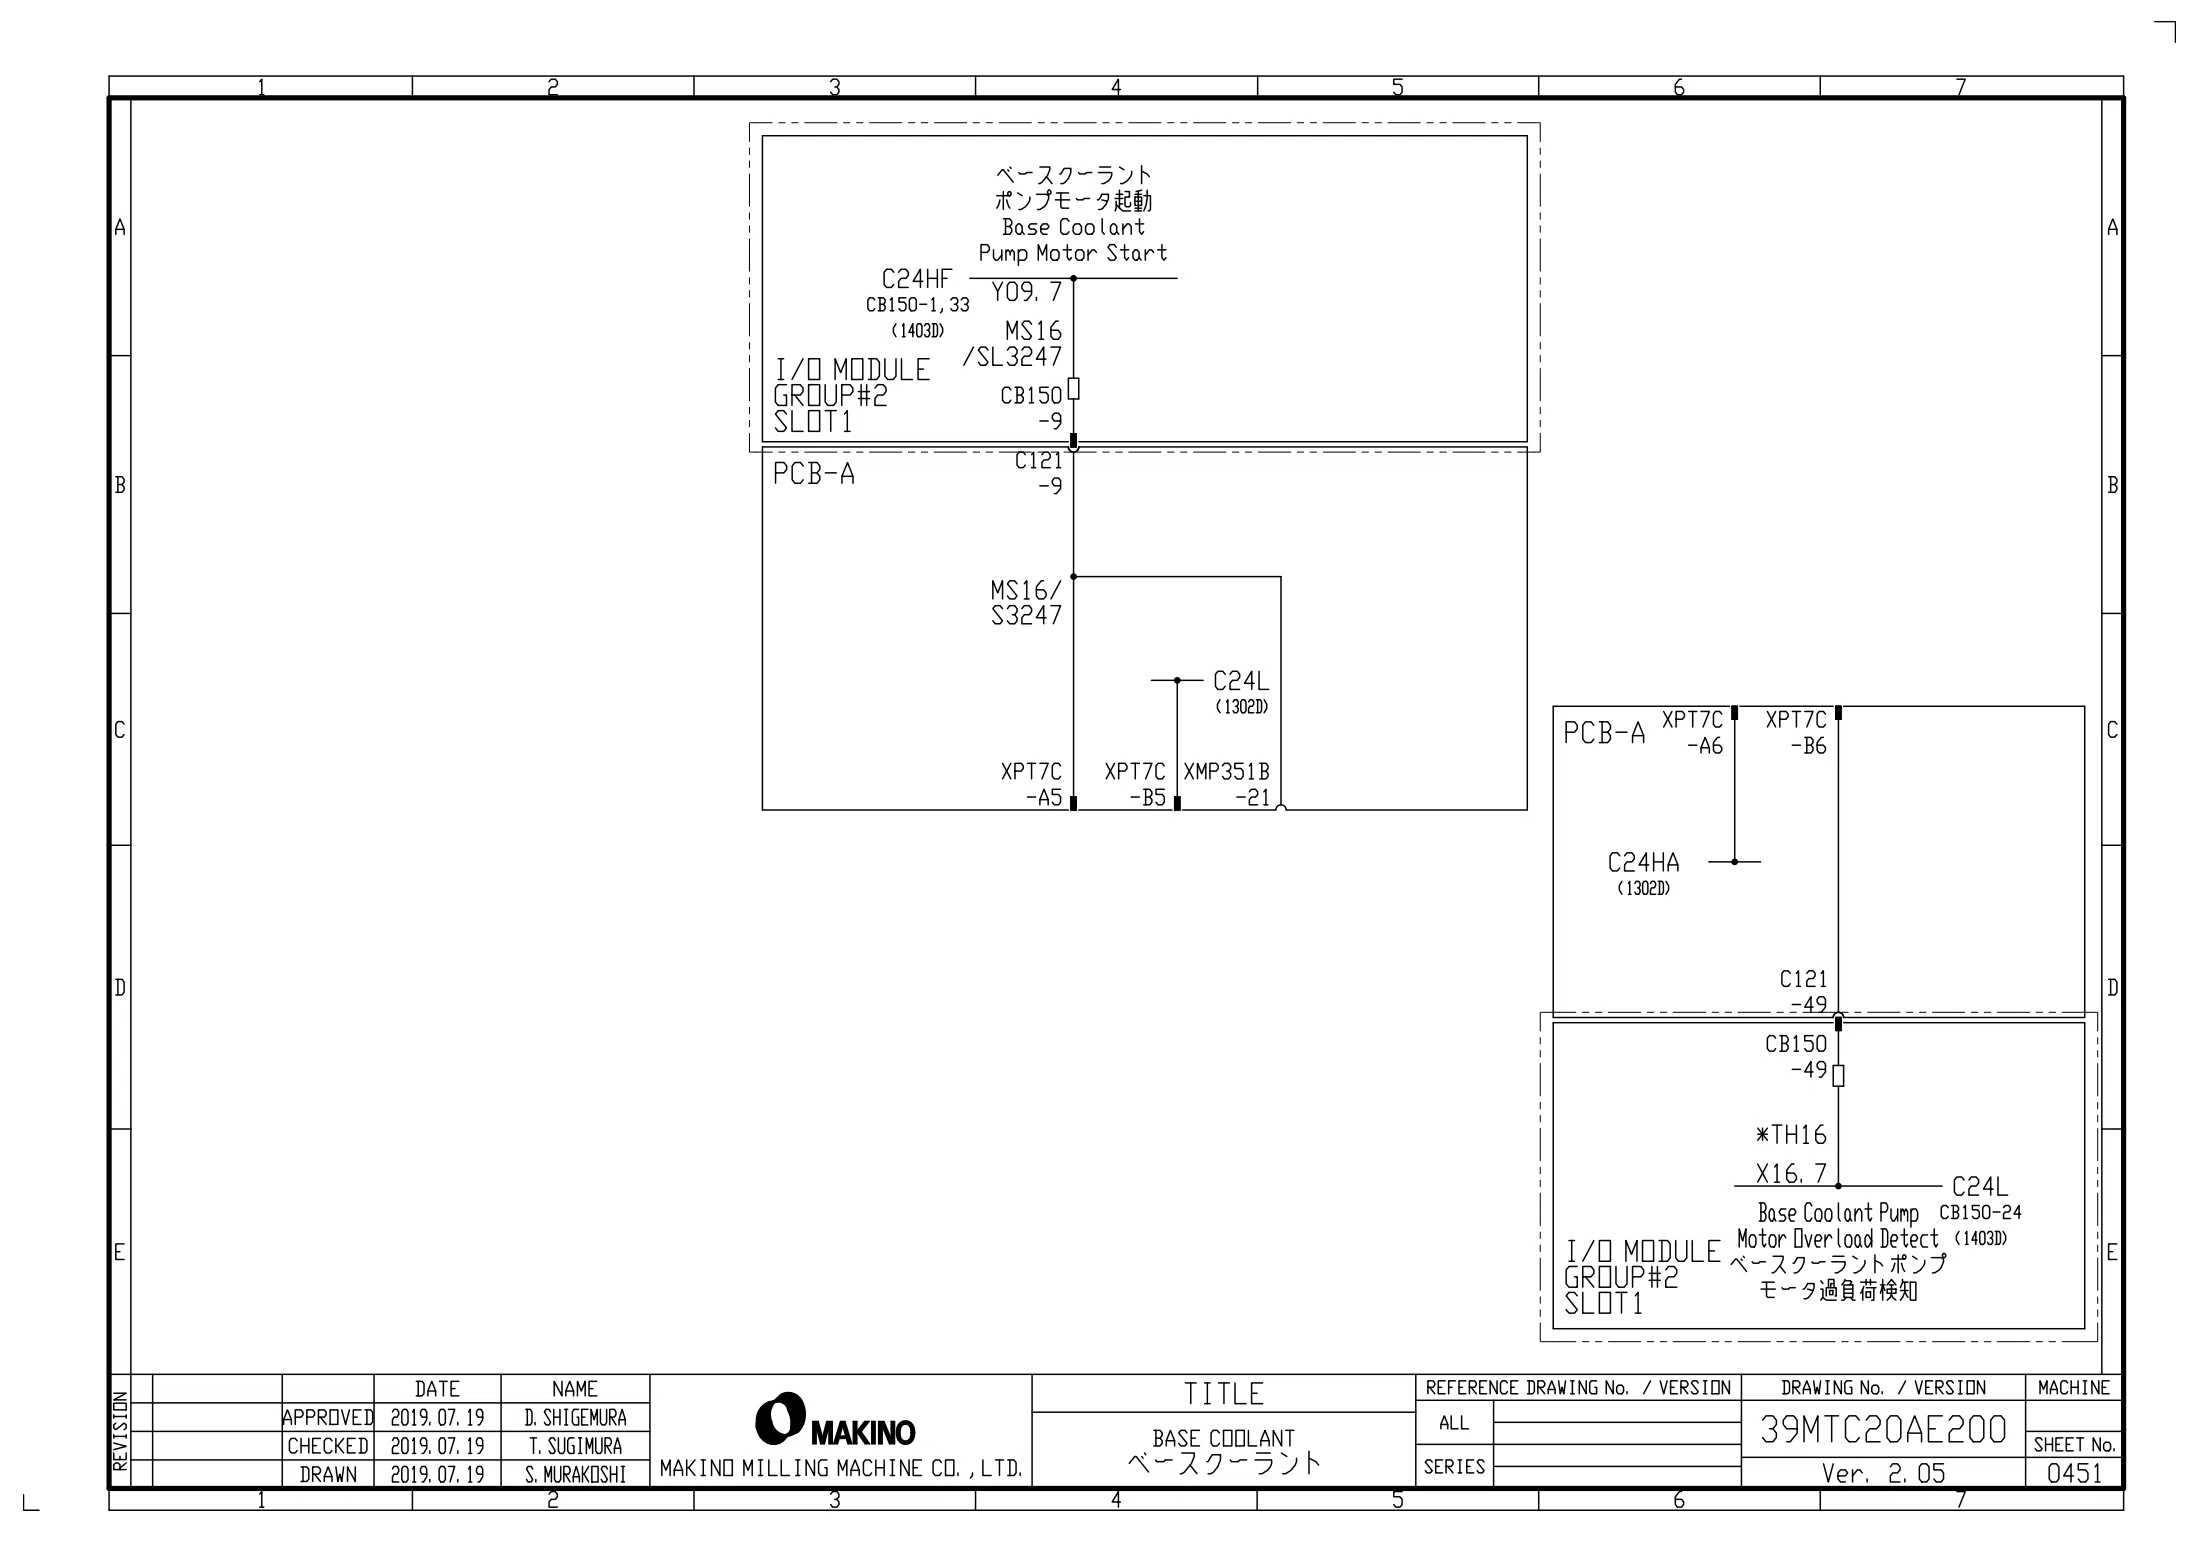 1 2 3 4 5 6 7
A
B
C
D
E
A
B
C
D
E
ベースクーラント
ポンプモータ起動
Base Coolant
Pump Motor Start
C24HF
CB150-1,33
(1403D)
Y09.7
MS16
/SL3247
I/O MODULE
GROUP#2
SLOT1
CB150
-9
PCB-A
C121
-9
MS16/
S3247
C24L
(1302D)
XPT7C
-A5
XPT7C
-B5
XMP351B
-21
PCB-A
XPT7C
-A6
XPT7C
-B6
C24HA
(1302D)
C121
-49
CB150
-49
*TH16
X16.7
C24L
CB150-24
(1403D)
Base Coolant Pump
Motor Overload Detect
ベースクーラントポンプ
モータ過負荷検知
I/O MODULE
GROUP#2
SLOT1
REVISION
DATE NAME
APPROVED 2019.07.19 D. SHIGEMURA
CHECKED 2019.07.19 T. SUGIMURA
DRAWN 2019.07.19 S. MURAKOSHI
MAKINO
MAKINO MILLING MACHINE CO.,LTD.
TITLE
BASE COOLANT
ベースクーラント
REFERENCE DRAWING No. / VERSION
ALL
SERIES
DRAWING No. / VERSION
39MTC20AE200
Ver. 2.05
MACHINE
SHEET No.
0451
1 2 3 4 5 6 7